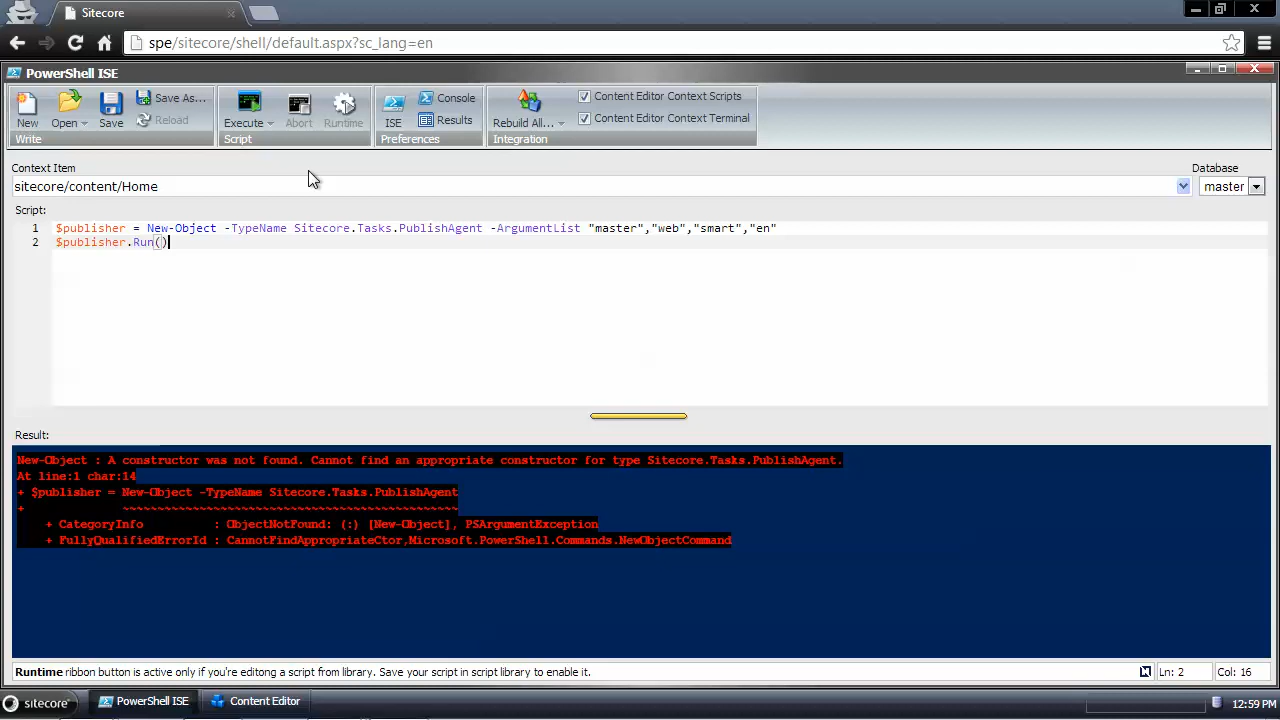 Sitecore
spe/sitecore/shell/default.aspx?sc_lang=en
PowerShell ISE
New
Open
Save
Save As...
Reload
Write
Execute
Abort
Runtime
Script
ISE
Console
Results
Preferences
Rebuild All...
Content Editor Context Scripts
Content Editor Context Terminal
Integration
Context Item
Database
sitecore/content/Home
master
Script:
1 $publisher = New-Object -TypeName Sitecore.Tasks.PublishAgent -ArgumentList "master","web","smart","en"
2 $publisher.Run()
Result:
New-Object : A constructor was not found. Cannot find an appropriate constructor for type Sitecore.Tasks.PublishAgent.
At line:1 char:14
+ $publisher = New-Object -TypeName Sitecore.Tasks.PublishAgent
+ ~~~~~~~~~~~~~~~~~~~~~~~~~~~~~~~~~~~~~~~~~~~~~~~~
+ CategoryInfo : ObjectNotFound: (:) [New-Object], PSArgumentException
+ FullyQualifiedErrorId : CannotFindAppropriateCtor,Microsoft.PowerShell.Commands.NewObjectCommand
Runtime ribbon button is active only if you're editong a script from library. Save your script in script library to enable it.
Ln: 2
Col: 16
sitecore
PowerShell ISE
Content Editor
12:59 PM